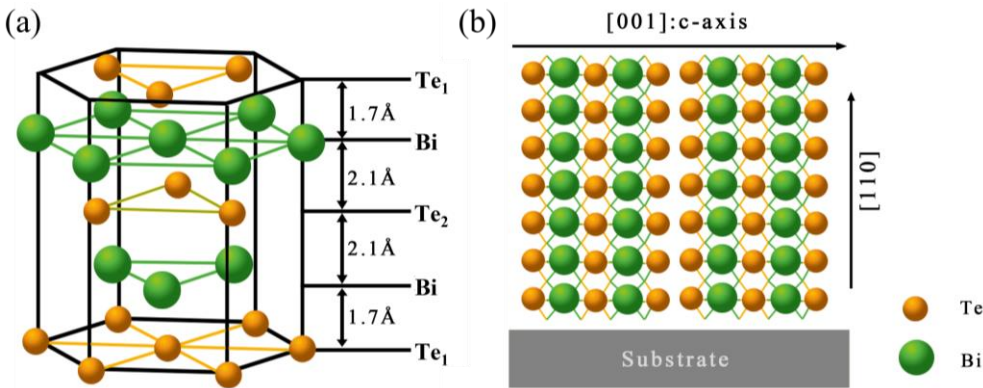 (a)
Te₁
1.7Å
Bi
2.1Å
Te₂
2.1Å
Bi
1.7Å
Te₁
(b)
[001]:c-axis
[110]
Substrate
Te
Bi